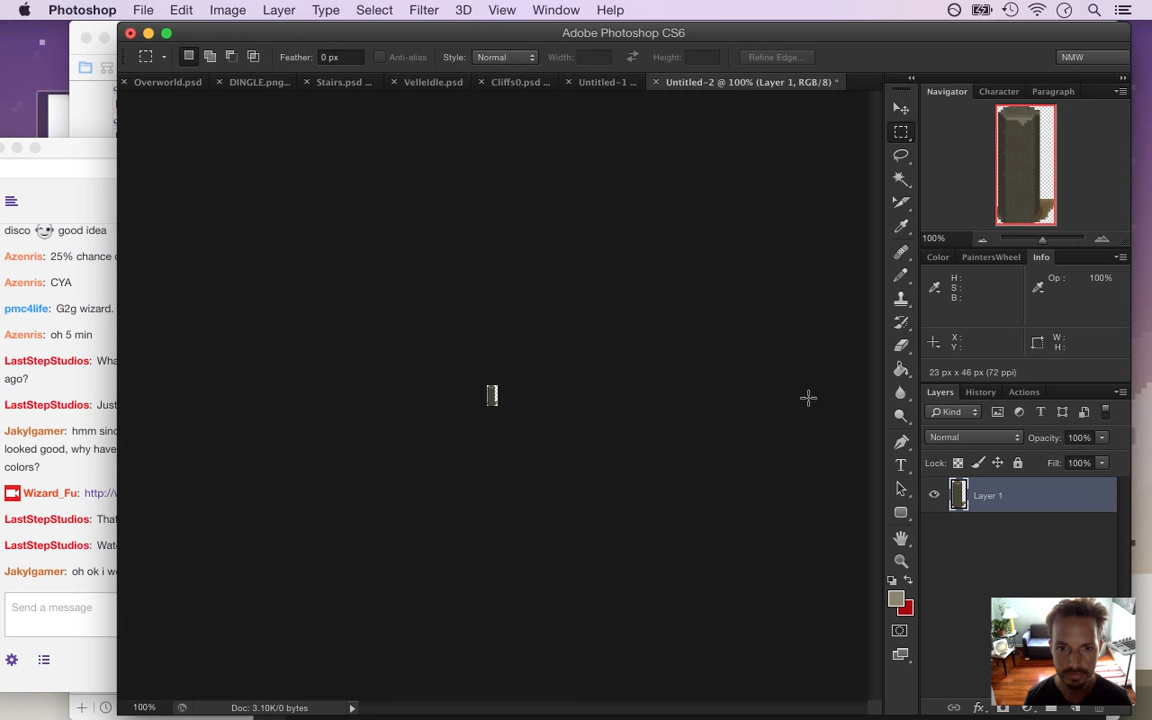 Photoshop File Edit Image Layer Type Select Filter 3D View Window Help
Adobe Photoshop CS6
Feather: 0 px Anti-alias Style: Normal Width: Height: Refine Edge... NMW
Overworld.psd DINGLE.png... Stairs.psd ... VelleIdle.psd Cliffs0.psd ... Untitled-1 ... Untitled-2 @ 100% (Layer 1, RGB/8) *
Navigator Character Paragraph
100%
Color PaintersWheel Info
H:
S:
B:
Op: 100%
X:
Y:
W:
H:
23 px x 46 px (72 ppi)
Layers History Actions
Kind
Normal Opacity: 100%
Lock: Fill: 100%
Layer 1
disco good idea
Azenris: 25% chance
Azenris: CYA
pmc4life: G2g wizard.
Azenris: oh 5 min
LastStepStudios: Wha
ago?
LastStepStudios: Just
Jakylgamer: hmm sinc
looked good, why have
colors?
Wizard_Fu: http://v
LastStepStudios: That
LastStepStudios: Wat
Jakylgamer: oh ok i w
Send a message
100% Doc: 3.10K/0 bytes